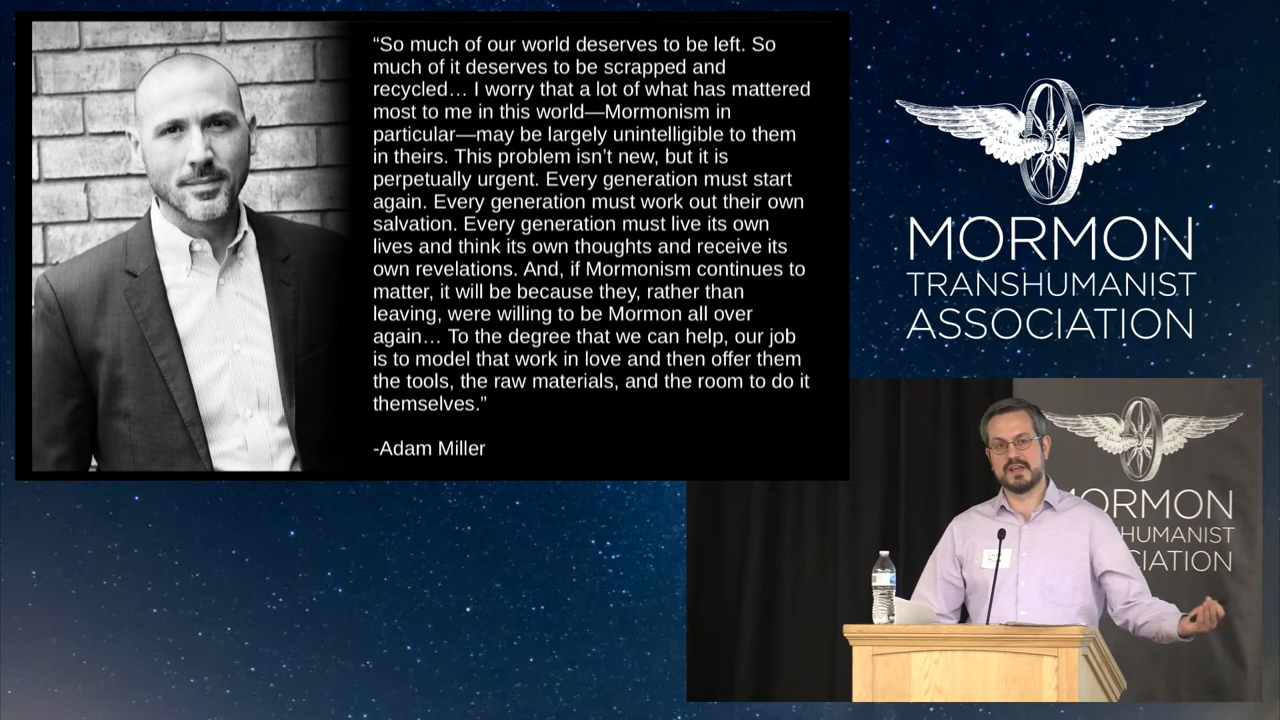 “So much of our world deserves to be left. So
much of it deserves to be scrapped and
recycled… I worry that a lot of what has mattered
most to me in this world—Mormonism in
particular—may be largely unintelligible to them
in theirs. This problem isn’t new, but it is
perpetually urgent. Every generation must start
again. Every generation must work out their own
salvation. Every generation must live its own
lives and think its own thoughts and receive its
own revelations. And, if Mormonism continues to
matter, it will be because they, rather than
leaving, were willing to be Mormon all over
again… To the degree that we can help, our job
is to model that work in love and then offer them
the tools, the raw materials, and the room to do it
themselves.”
-Adam Miller
MORMON
TRANSHUMANIST
ASSOCIATION
MORMON
HUMANIST
CIATION